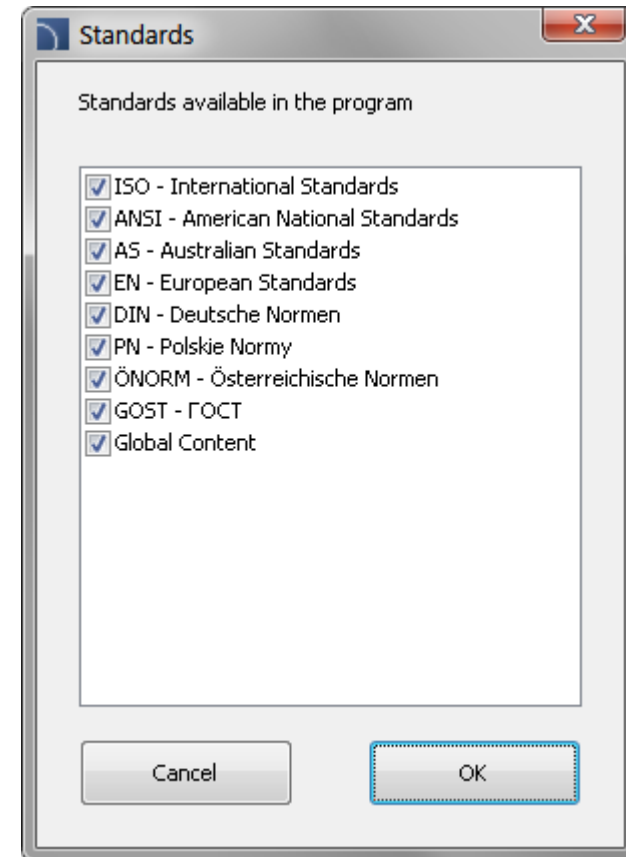 Standards
Standards available in the program
ISO - International Standards
ANSI - American National Standards
AS - Australian Standards
EN - European Standards
DIN - Deutsche Normen
PN - Polskie Normy
ÖNORM - Österreichische Normen
GOST - ГОСТ
Global Content
Cancel
OK